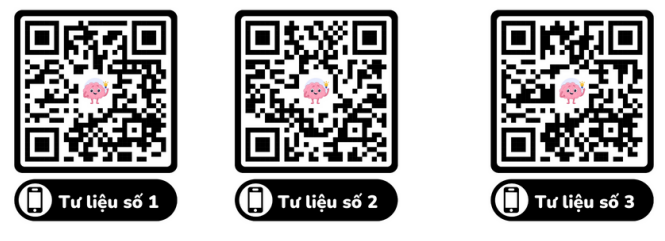 Tư liệu số 1
Tư liệu số 2
Tư liệu số 3